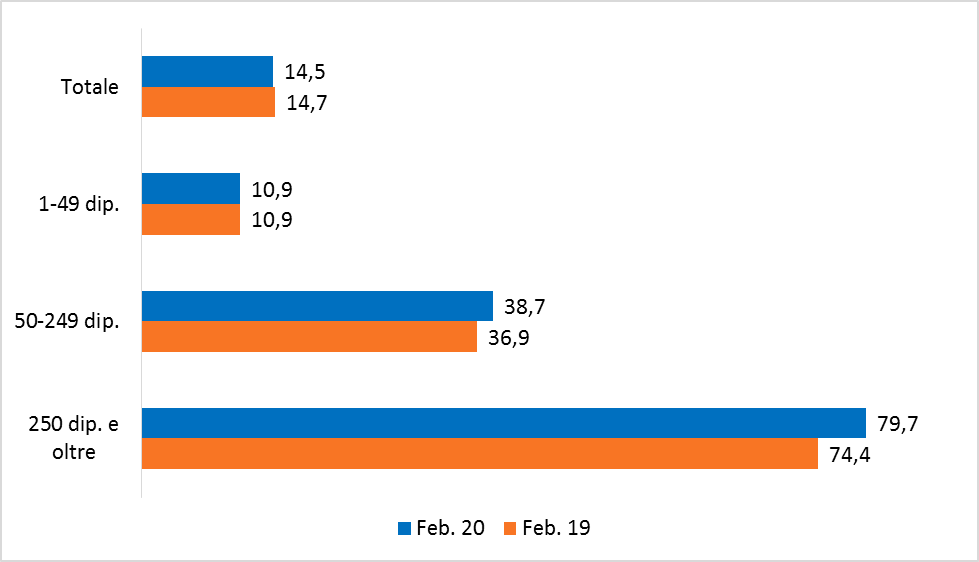 Totale
14,5
14,7
1-49 dip.
10,9
10,9
50-249 dip.
38,7
36,9
250 dip. e
oltre
79,7
74,4
Feb. 20
Feb. 19